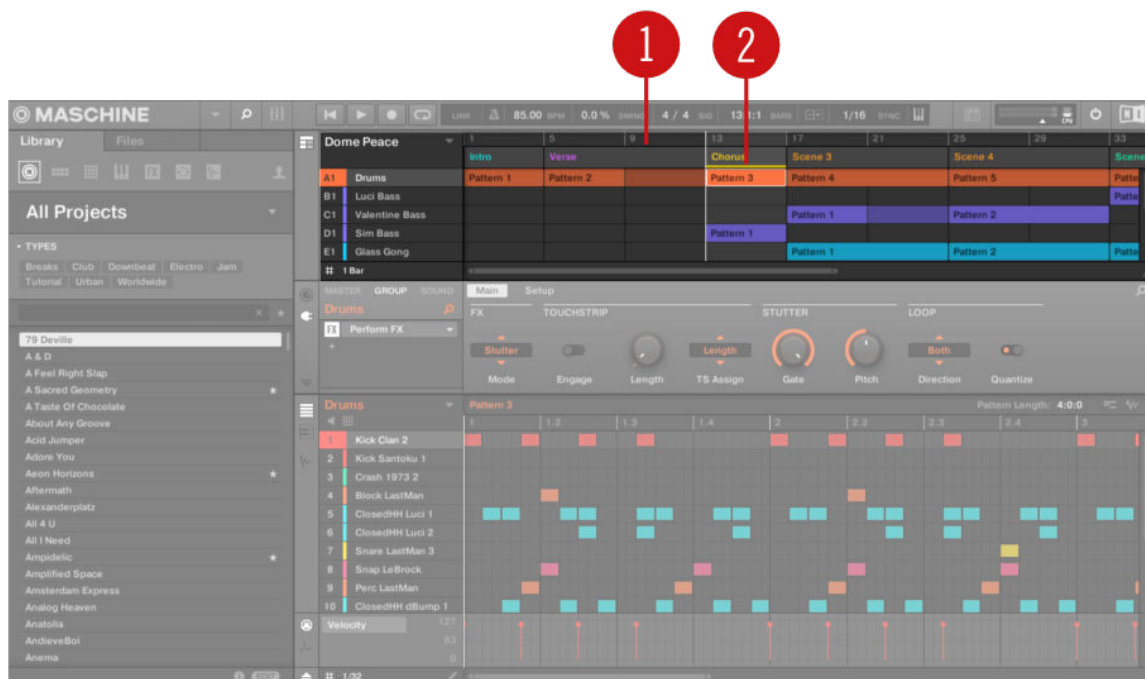 1 2
MASCHINE
LINK 85.00 BPM 0.0 % SWING 4 / 4 SIG 13:1:1 BARS 1/16 SYNC CPU
Library Files
Dome Peace
1 5 9 13 17 21 25 29 33
Intro Verse Chorus Scene 3 Scene 4 Scene
A1 Drums Pattern 1 Pattern 2 Pattern 3 Pattern 4 Pattern 5 Patte
B1 Luci Bass Patte
C1 Valentine Bass Pattern 1 Pattern 2
D1 Sim Bass Pattern 1
E1 Glass Gong Pattern 1 Pattern 2 Patte
1 Bar
All Projects
TYPES
Breaks Club Downbeat Electro Jam
Tutorial Urban Worldwide
79 Deville
A & D
A Feel Right Slap
A Sacred Geometry
A Taste Of Chocolate
About Any Groove
Acid Jumper
Adore You
Aeon Horizons
Aftermath
Alexanderplatz
All 4 U
All I Need
Ampidelic
Amplified Space
Amsterdam Express
Analog Heaven
Anatolia
AndieveBoi
Anema
EDIT
MASTER GROUP SOUND
Drums
FX Perform FX
Main Setup
FX TOUCHSTRIP STUTTER LOOP
Stutter Length Both
Mode Engage Length TS Assign Gate Pitch Direction Quantize
Drums Pattern 3 Pattern Length: 4:0:0
1 1.2 1.3 1.4 2 2.2 2.3 2.4 3
1 Kick Clan 2
2 Kick Santoku 1
3 Crash 1973 2
4 Block LastMan
5 ClosedHH Luci 1
6 ClosedHH Luci 2
7 Snare LastMan 3
8 Snap LeBrock
9 Perc LastMan
10 ClosedHH dBump 1
Velocity 127
63
0
1/32